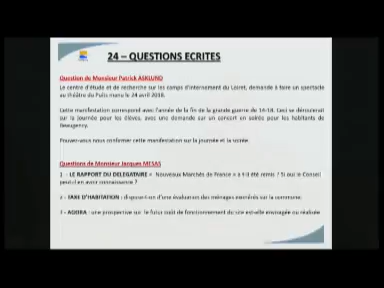 24 – QUESTIONS ECRITES
Question de Monsieur Patrick ASKLUND
Le centre d'étude et de recherche sur les camps d'internement du Loiret, demande à faire un spectacle
au théâtre du Puits manu le 24 avril 2018.
Cette manifestation correspond avec l'année de la fin de la grande guerre de 14-18. Ceci se déroulerait
sur la journée pour les élèves, avec une demande sur un concert en soirée pour les habitants de
Beaugency.
Pouvez-vous nous confirmer cette manifestation sur la journée et la soirée.
Questions de Monsieur Jacques MESAS
1 - LE RAPPORT DU DELEGATAIRE « Nouveaux Marchés de France » a t-il été remis ? Si oui le Conseil
peut-il en avoir connaissance ?
2 - TAXE D'HABITATION : dispose-t-on d'une évaluation des ménages exonérés sur la commune.
3 - AGORA : une prospective sur le futur coût de fonctionnement du site est-elle envisagée ou réalisée